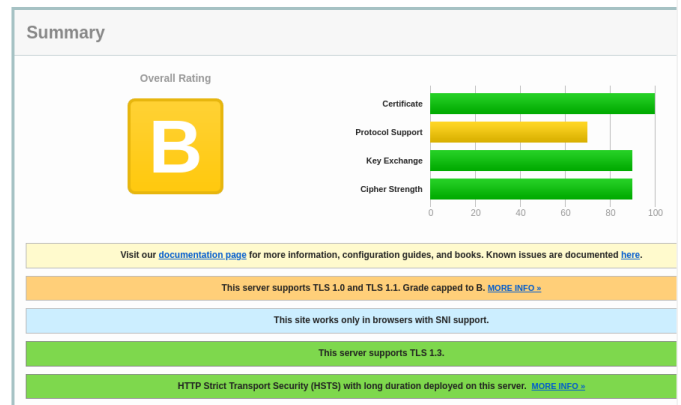 Summary
Overall Rating
B
Certificate
Protocol Support
Key Exchange
Cipher Strength
0 20 40 60 80 100
Visit our documentation page for more information, configuration guides, and books. Known issues are documented here.
This server supports TLS 1.0 and TLS 1.1. Grade capped to B. MORE INFO »
This site works only in browsers with SNI support.
This server supports TLS 1.3.
HTTP Strict Transport Security (HSTS) with long duration deployed on this server. MORE INFO »